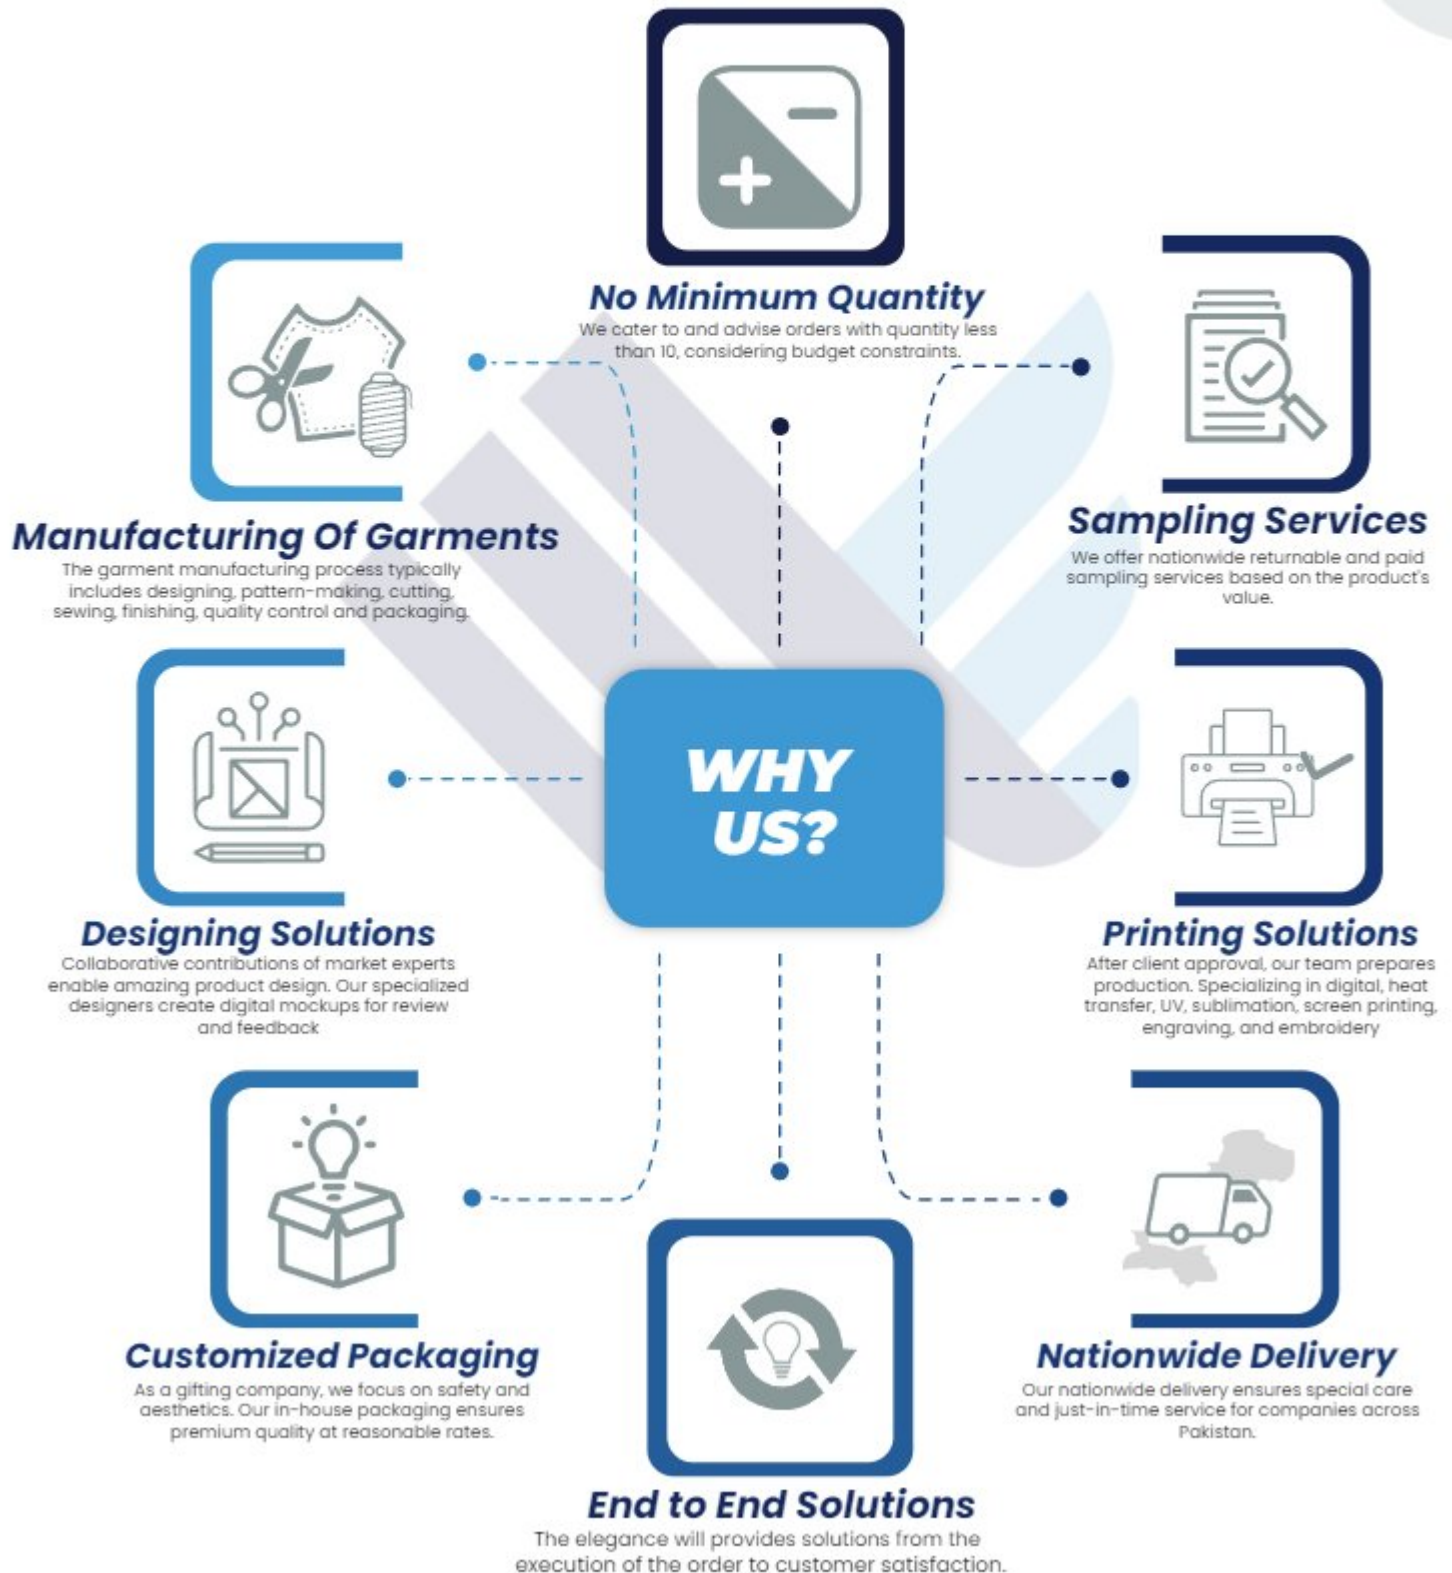 No Minimum Quantity
We cater to and advise orders with quantity less
than 10, considering budget constraints.
Manufacturing Of Garments
The garment manufacturing process typically
includes designing, pattern-making, cutting,
sewing, finishing, quality control and packaging.
Sampling Services
We offer nationwide returnable and paid
sampling services based on the product's
value.
WHY
US?
Designing Solutions
Collaborative contributions of market experts
enable amazing product design. Our specialized
designers create digital mockups for review
and feedback
Printing Solutions
After client approval, our team prepares
production. Specializing in digital, heat
transfer, UV, sublimation, screen printing,
engraving, and embroidery
Customized Packaging
As a gifting company, we focus on safety and
aesthetics. Our in-house packaging ensures
premium quality at reasonable rates.
Nationwide Delivery
Our nationwide delivery ensures special care
and just-in-time service for companies across
Pakistan.
End to End Solutions
The elegance will provides solutions from the
execution of the order to customer satisfaction.